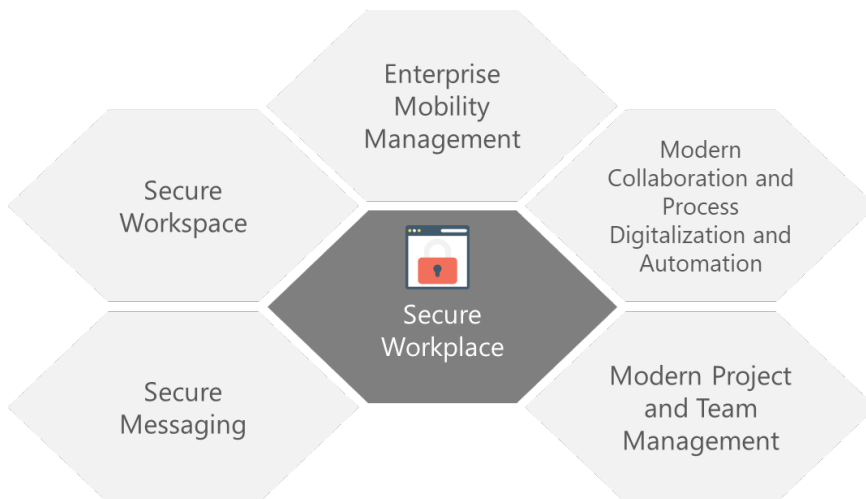 Enterprise
Mobility
Management
Secure
Workspace
Modern
Collaboration and
Process
Digitalization and
Automation
Secure
Workplace
Secure
Messaging
Modern Project
and Team
Management